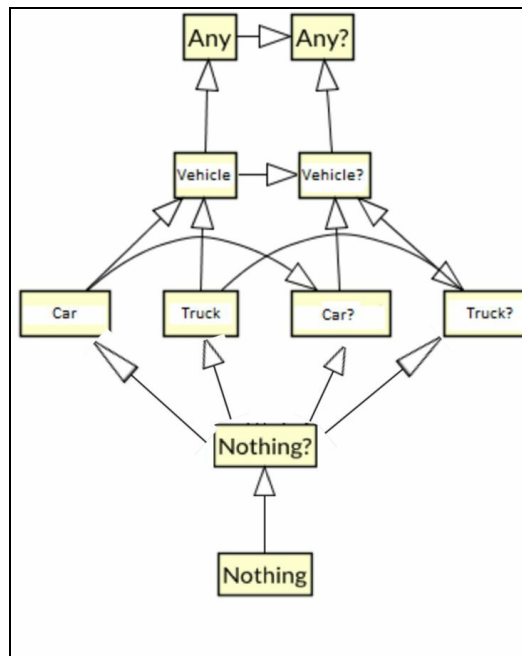 Any Any?
Vehicle Vehicle?
Car Truck Car? Truck?
Nothing?
Nothing